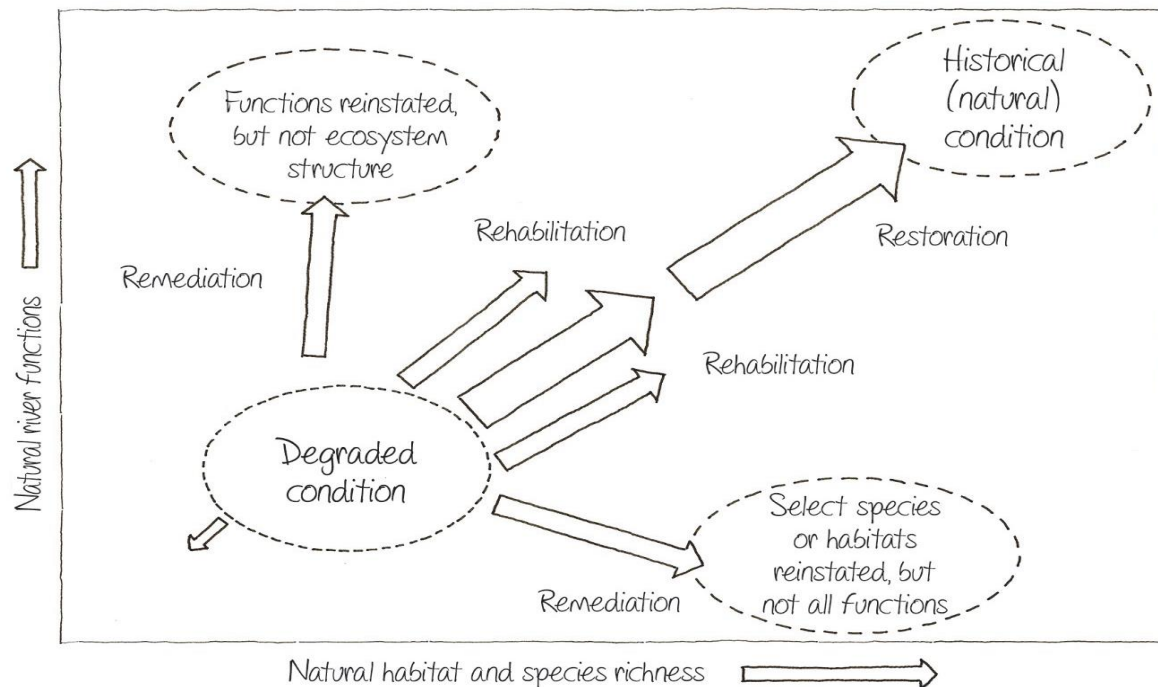 Functions reinstated,
but not ecosystem
structure
Historical
(natural)
condition
Rehabilitation
Restoration
Remediation
Rehabilitation
Natural river functions
Degraded
condition
Select species
or habitats
reinstated, but
not all functions
Remediation
Natural habitat and species richness